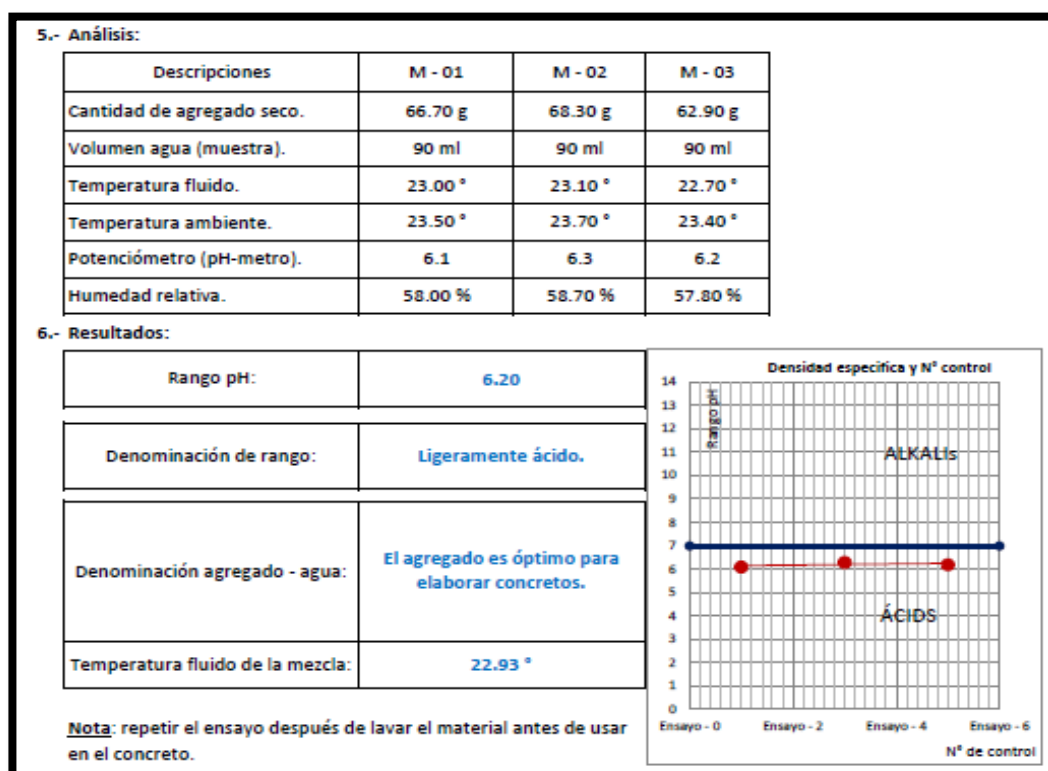 5.- Análisis:
Descripciones M - 01 M - 02 M - 03
Cantidad de agregado seco. 66.70 g 68.30 g 62.90 g
Volumen agua (muestra). 90 ml 90 ml 90 ml
Temperatura fluido. 23.00 ° 23.10 ° 22.70 °
Temperatura ambiente. 23.50 ° 23.70 ° 23.40 °
Potenciómetro (pH-metro). 6.1 6.3 6.2
Humedad relativa. 58.00 % 58.70 % 57.80 %
6.- Resultados:
Rango pH: 6.20
Denominación de rango: Ligeramente ácido.
Denominación agregado - agua: El agregado es óptimo para
elaborar concretos.
Temperatura fluido de la mezcla: 22.93 °
Nota: repetir el ensayo después de lavar el material antes de usar
en el concreto.
Densidad especifica y N° control
Rango pH
14
13
12
11
10
9
8
7
6
5
4
3
2
1
0
ALKALIs
ÁCIDS
Ensayo - 0 Ensayo - 2 Ensayo - 4 Ensayo - 6
N° de control